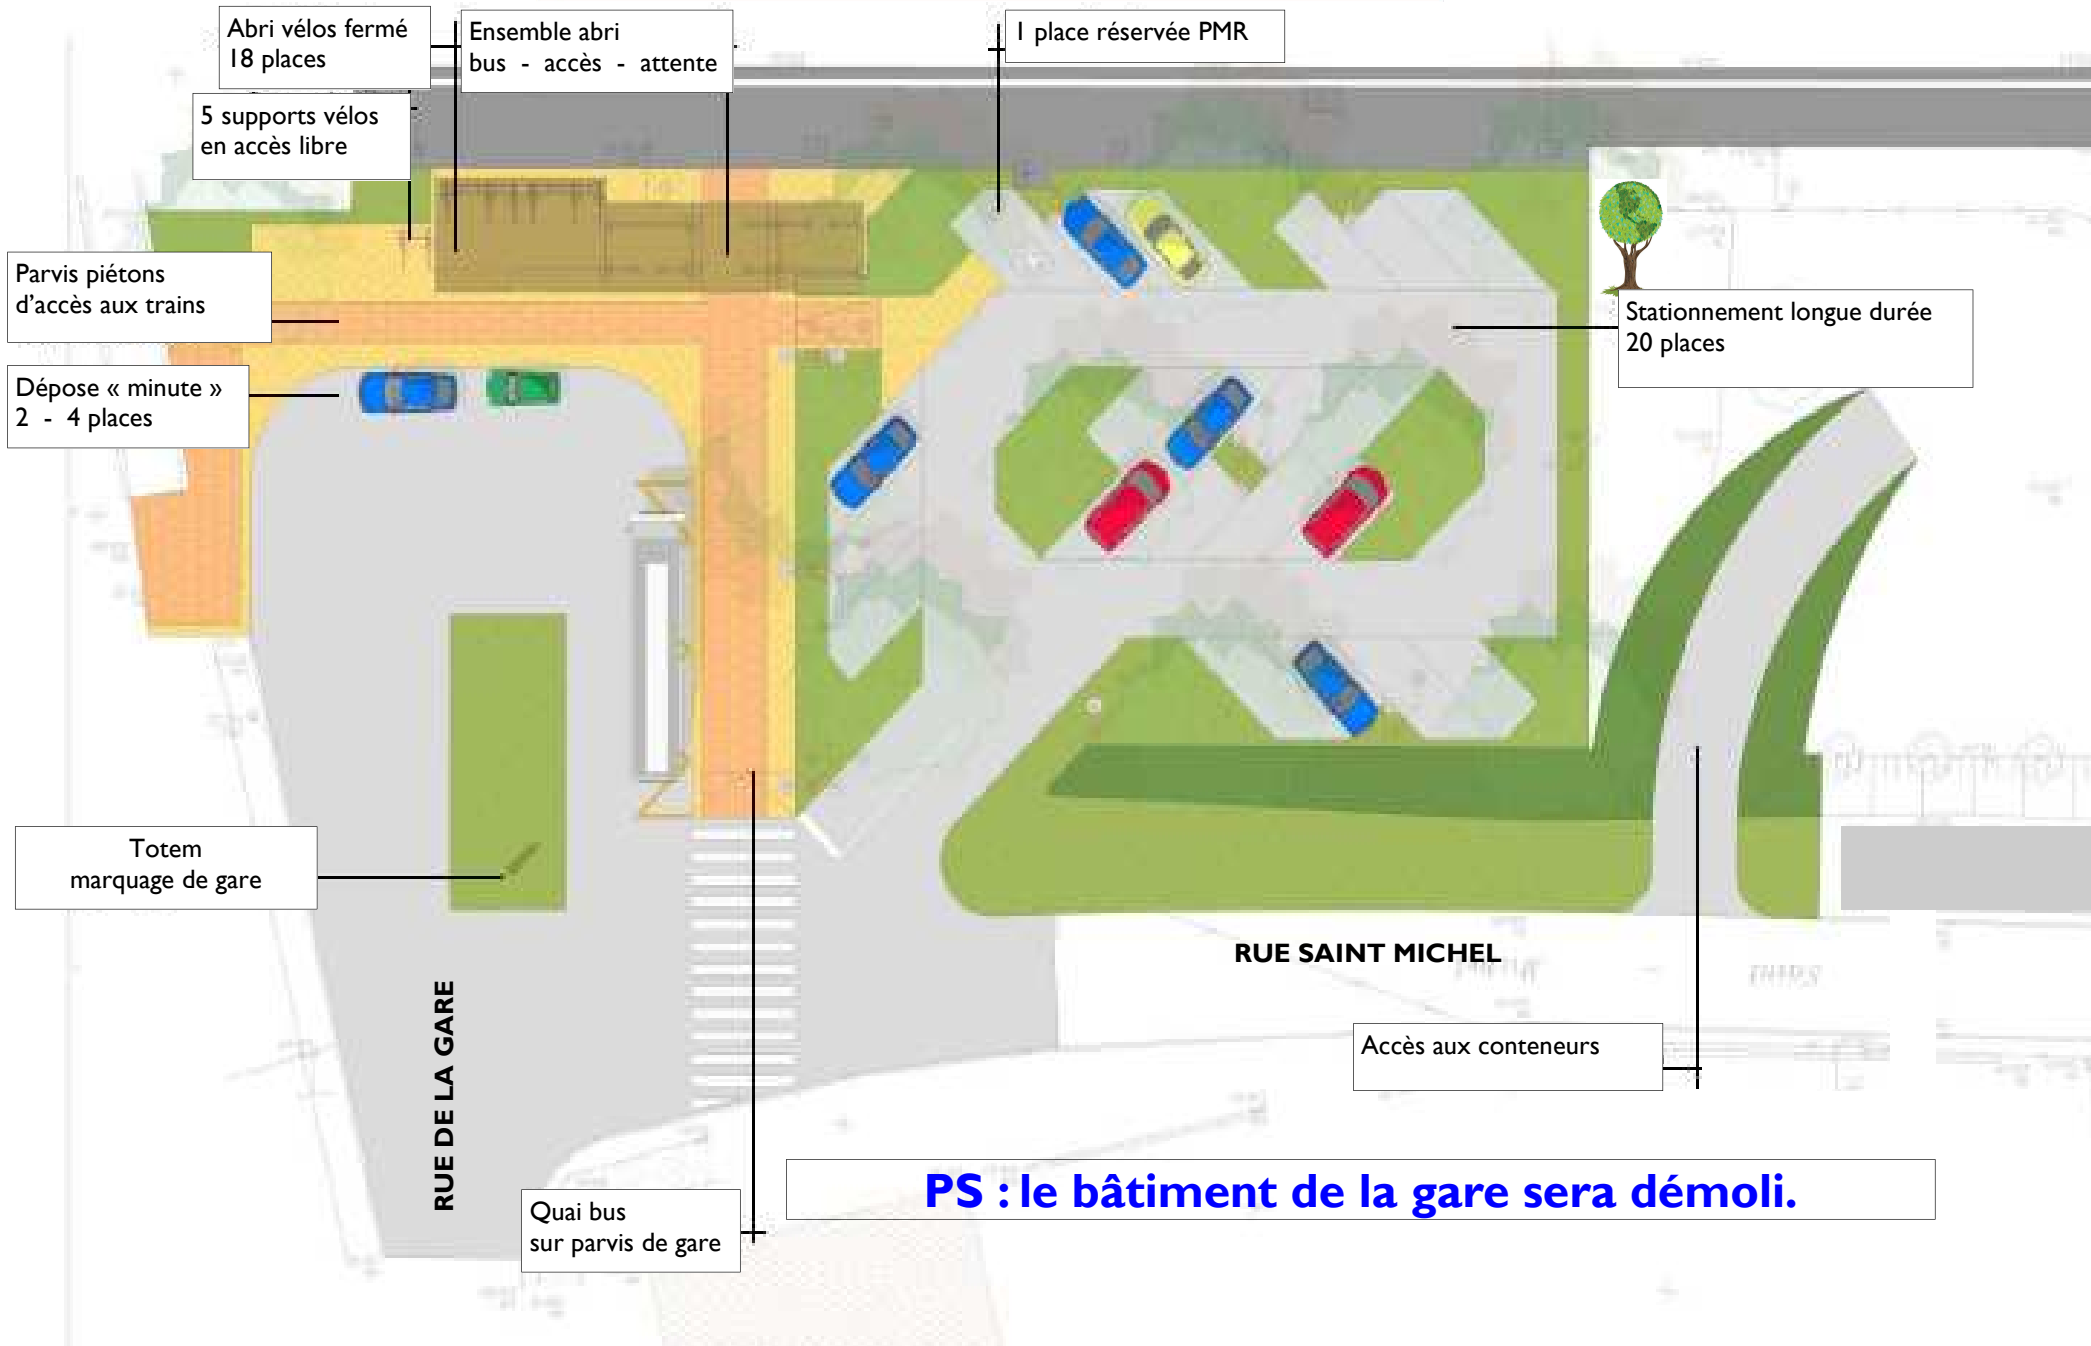 Abri vélos fermé
18 places
Ensemble abri
bus - accès - attente
1 place réservée PMR
5 supports vélos
en accès libre
Parvis piétons
d’accès aux trains
Stationnement longue durée
20 places
Dépose « minute »
2 - 4 places
Totem
marquage de gare
RUE SAINT MICHEL
RUE DE LA GARE
Accès aux conteneurs
PS : le bâtiment de la gare sera démoli.
Quai bus
sur parvis de gare